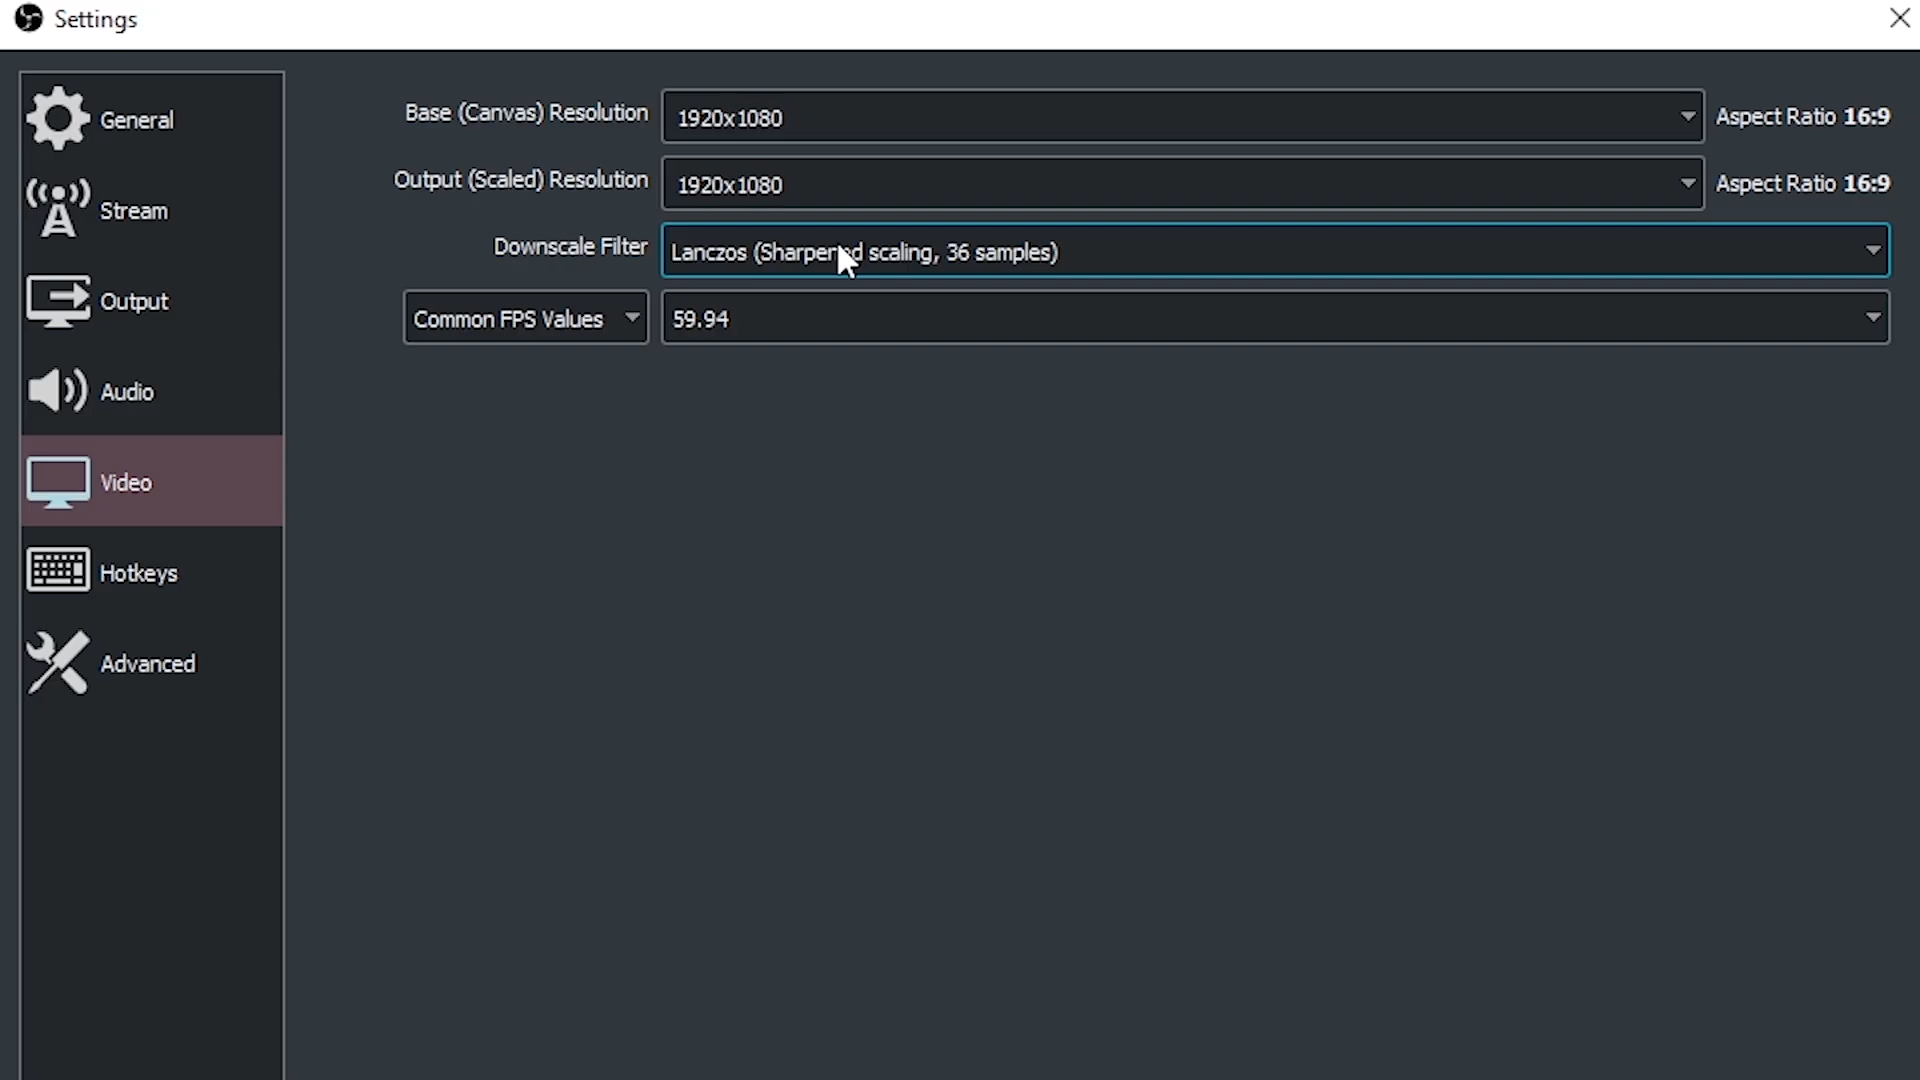 Settings
General
Stream
Output
Audio
Video
Hotkeys
Advanced
Base (Canvas) Resolution 1920x1080 Aspect Ratio 16:9
Output (Scaled) Resolution 1920x1080 Aspect Ratio 16:9
Downscale Filter Lanczos (Sharpened scaling, 36 samples)
Common FPS Values 59.94